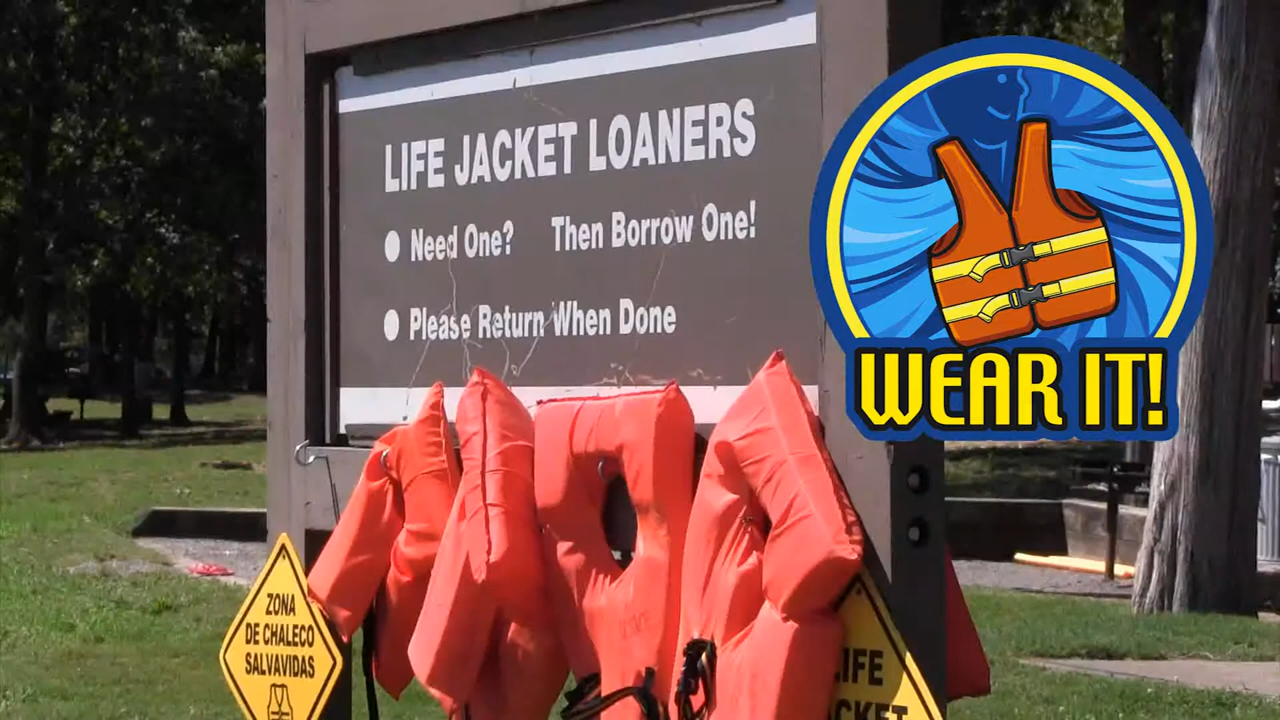 LIFE JACKET LOANERS
● Need One? Then Borrow One!
● Please Return When Done
WEAR IT!
ZONA
DE CHALECO
SALVAVIDAS
LIFE
JACKET